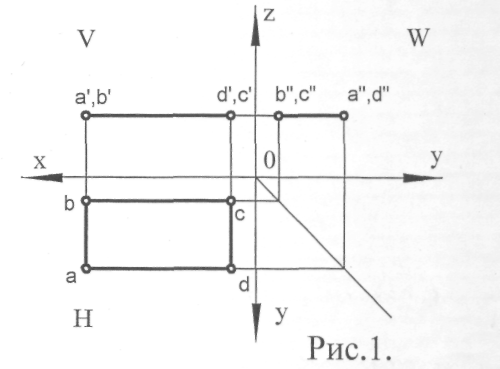 z
V W
a',b' d',c' b'',c'' a'',d''
x 0 y
b c
a d
H y
Рис.1.